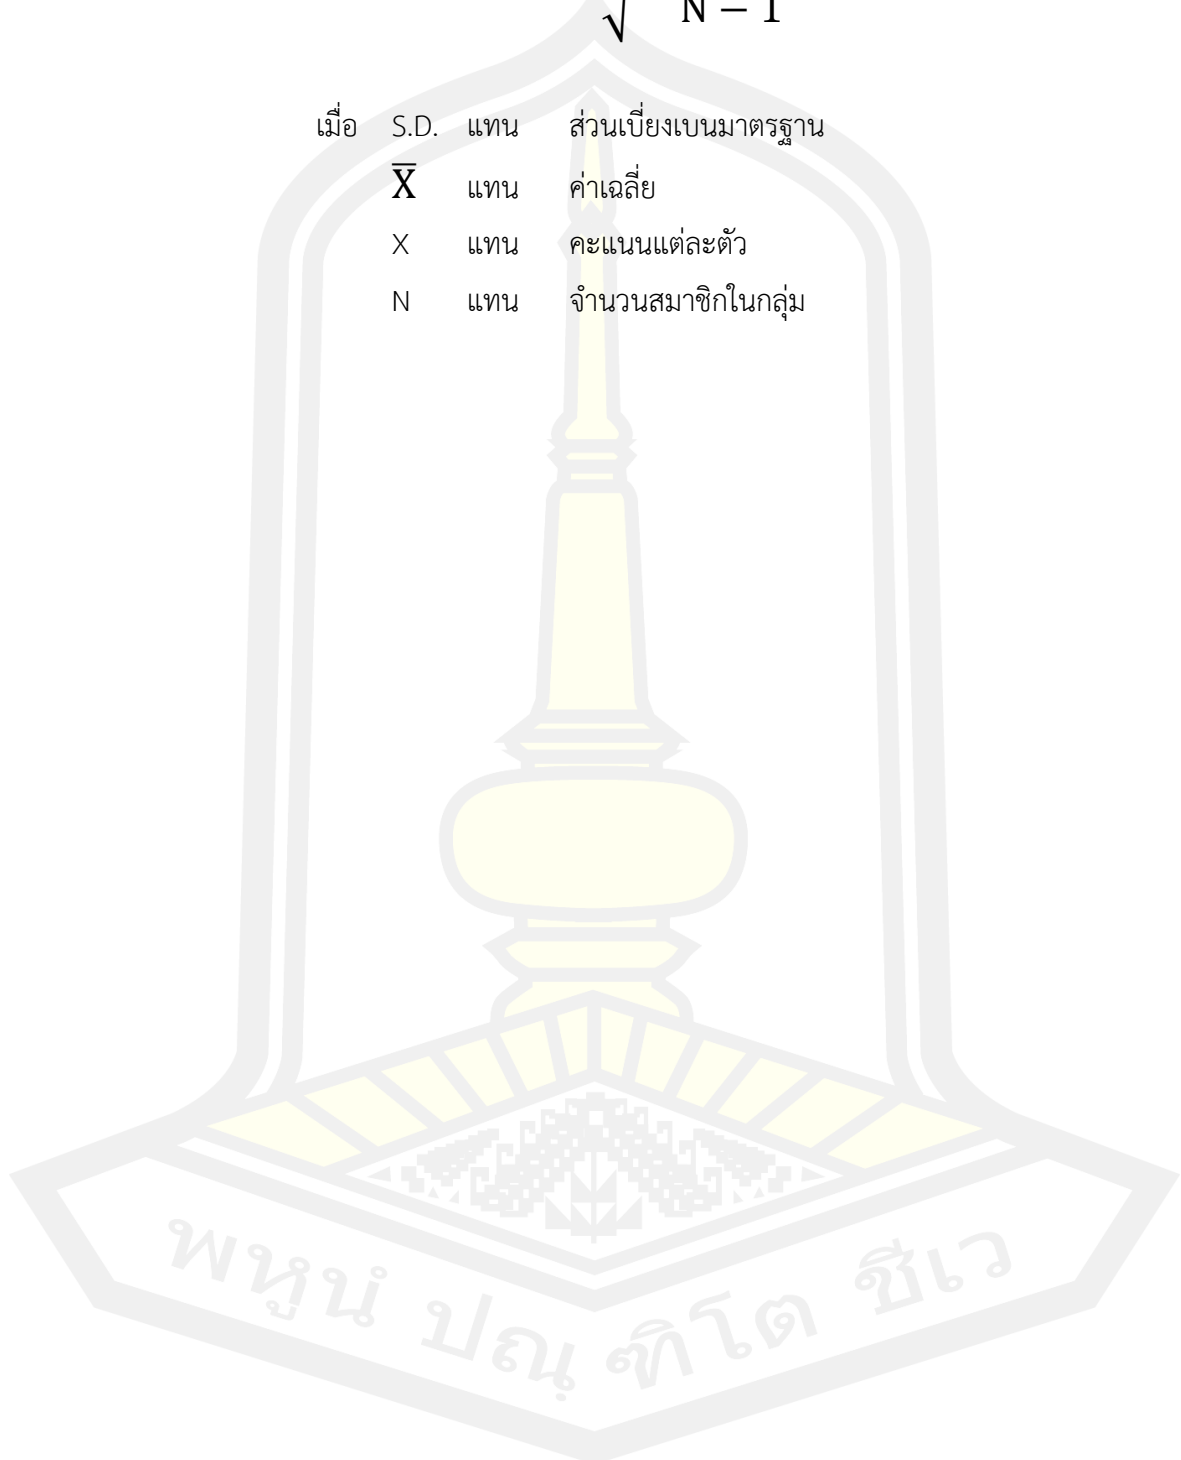 √ N − 1
เมื่อ S.D. แทน ส่วนเบี่ยงเบนมาตรฐาน
X̅ แทน ค่าเฉลี่ย
X แทน คะแนนแต่ละตัว
N แทน จำนวนสมาชิกในกลุ่ม
พหูนํ ปณฺฑิโต ชีเว